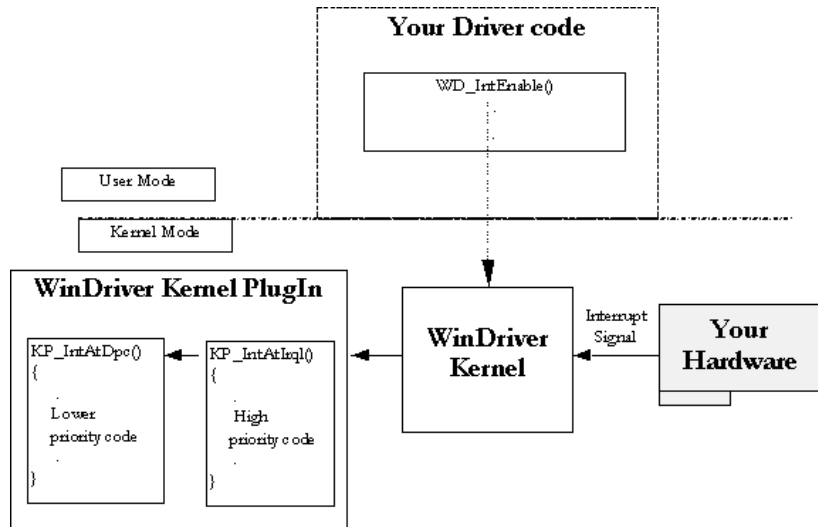 Your Driver code
WD_IntEnable()
.
.
User Mode
Kernel Mode
WinDriver Kernel PlugIn
KP_IntAtDpc()
{
.
Lower
priority code
.
}
KP_IntAtIrql()
{
.
High
priority code
.
}
WinDriver
Kernel
Interrupt
Signal
Your
Hardware